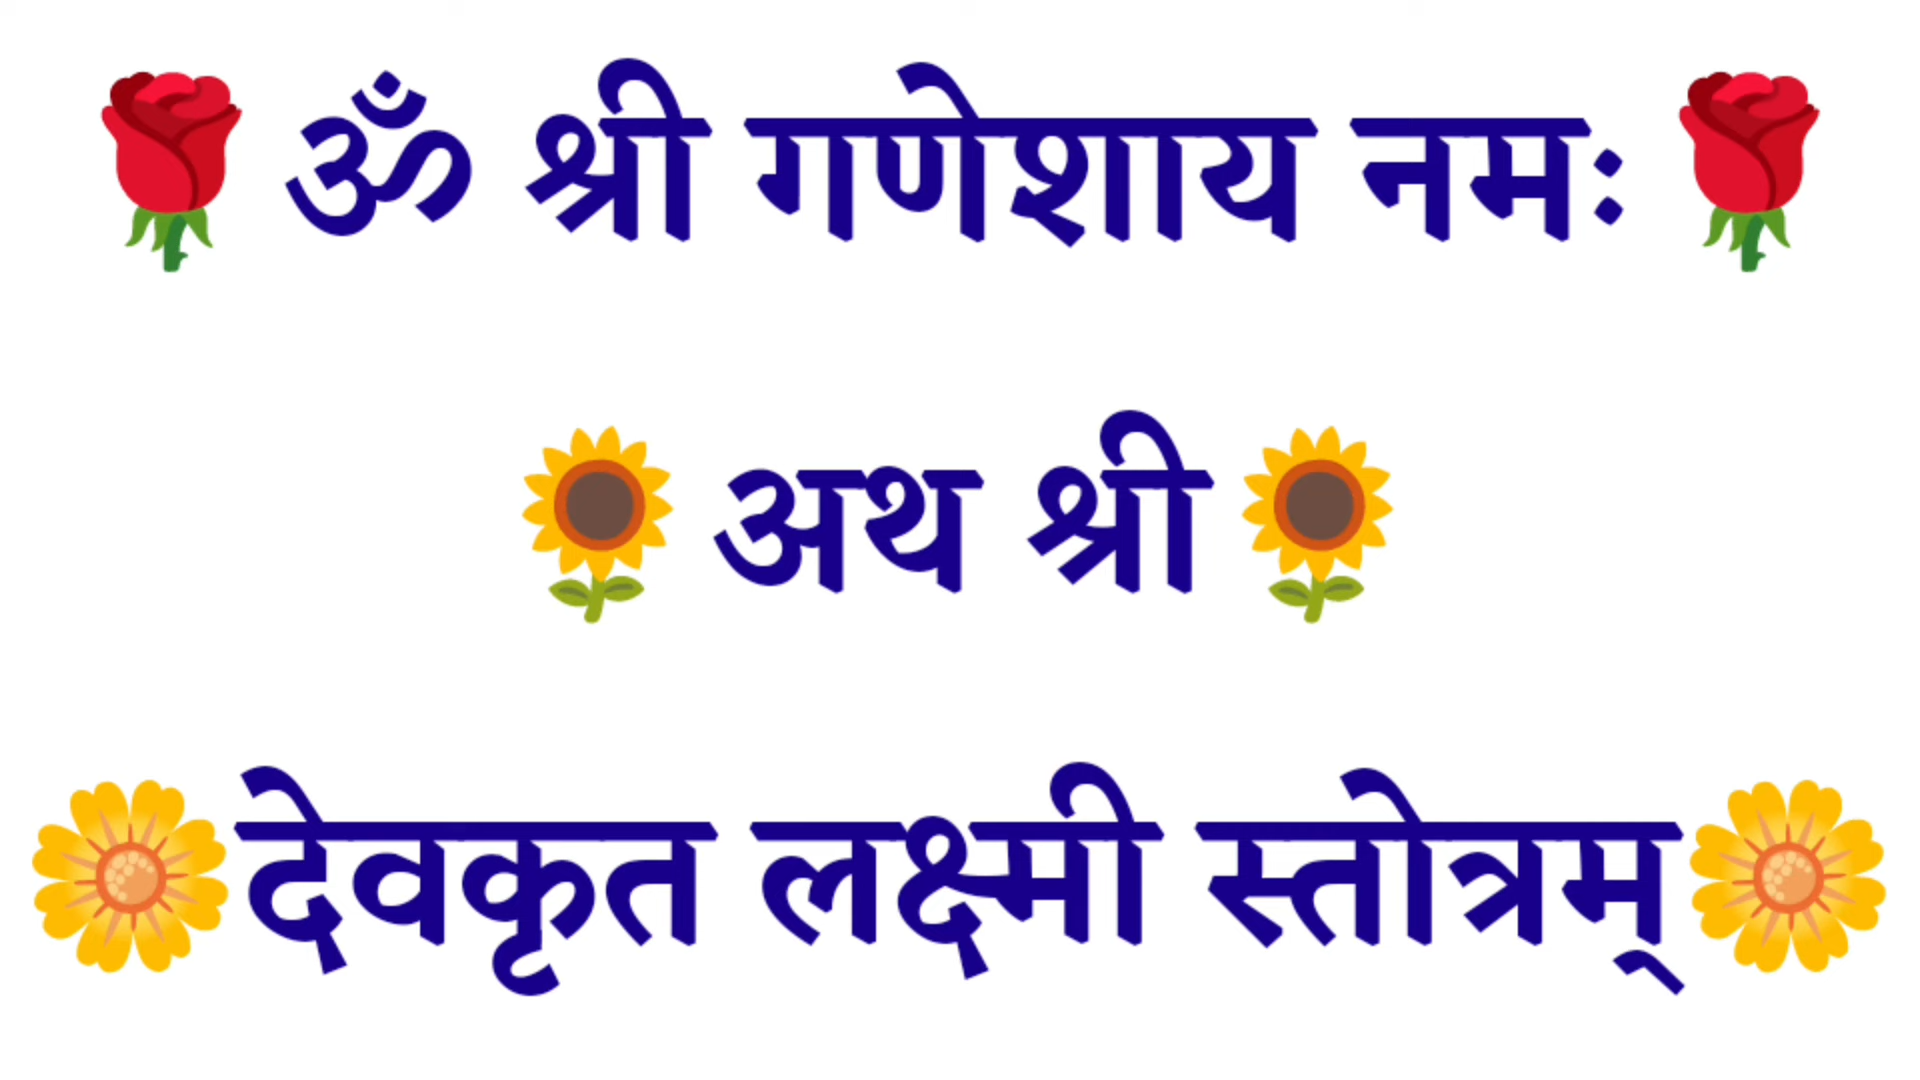 🌹 ॐ श्री गणेशाय नमः 🌹
🌻 अथ श्री 🌻
🌼 देवकृत लक्ष्मी स्तोत्रम् 🌼